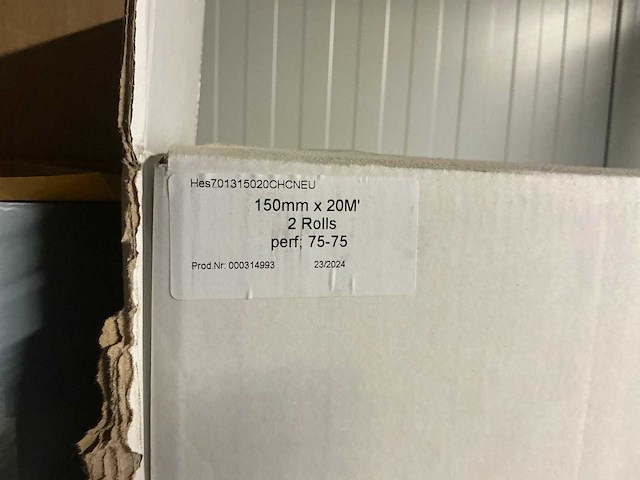 Hes701315020CHCNEU
150mm x 20M'
2 Rolls
perf: 75-75
Prod.Nr: 000314993 23/2024